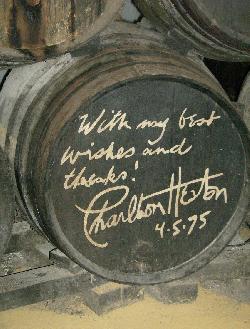 With my best
wishes and
thanks!
Charlton Heston
4.5.75